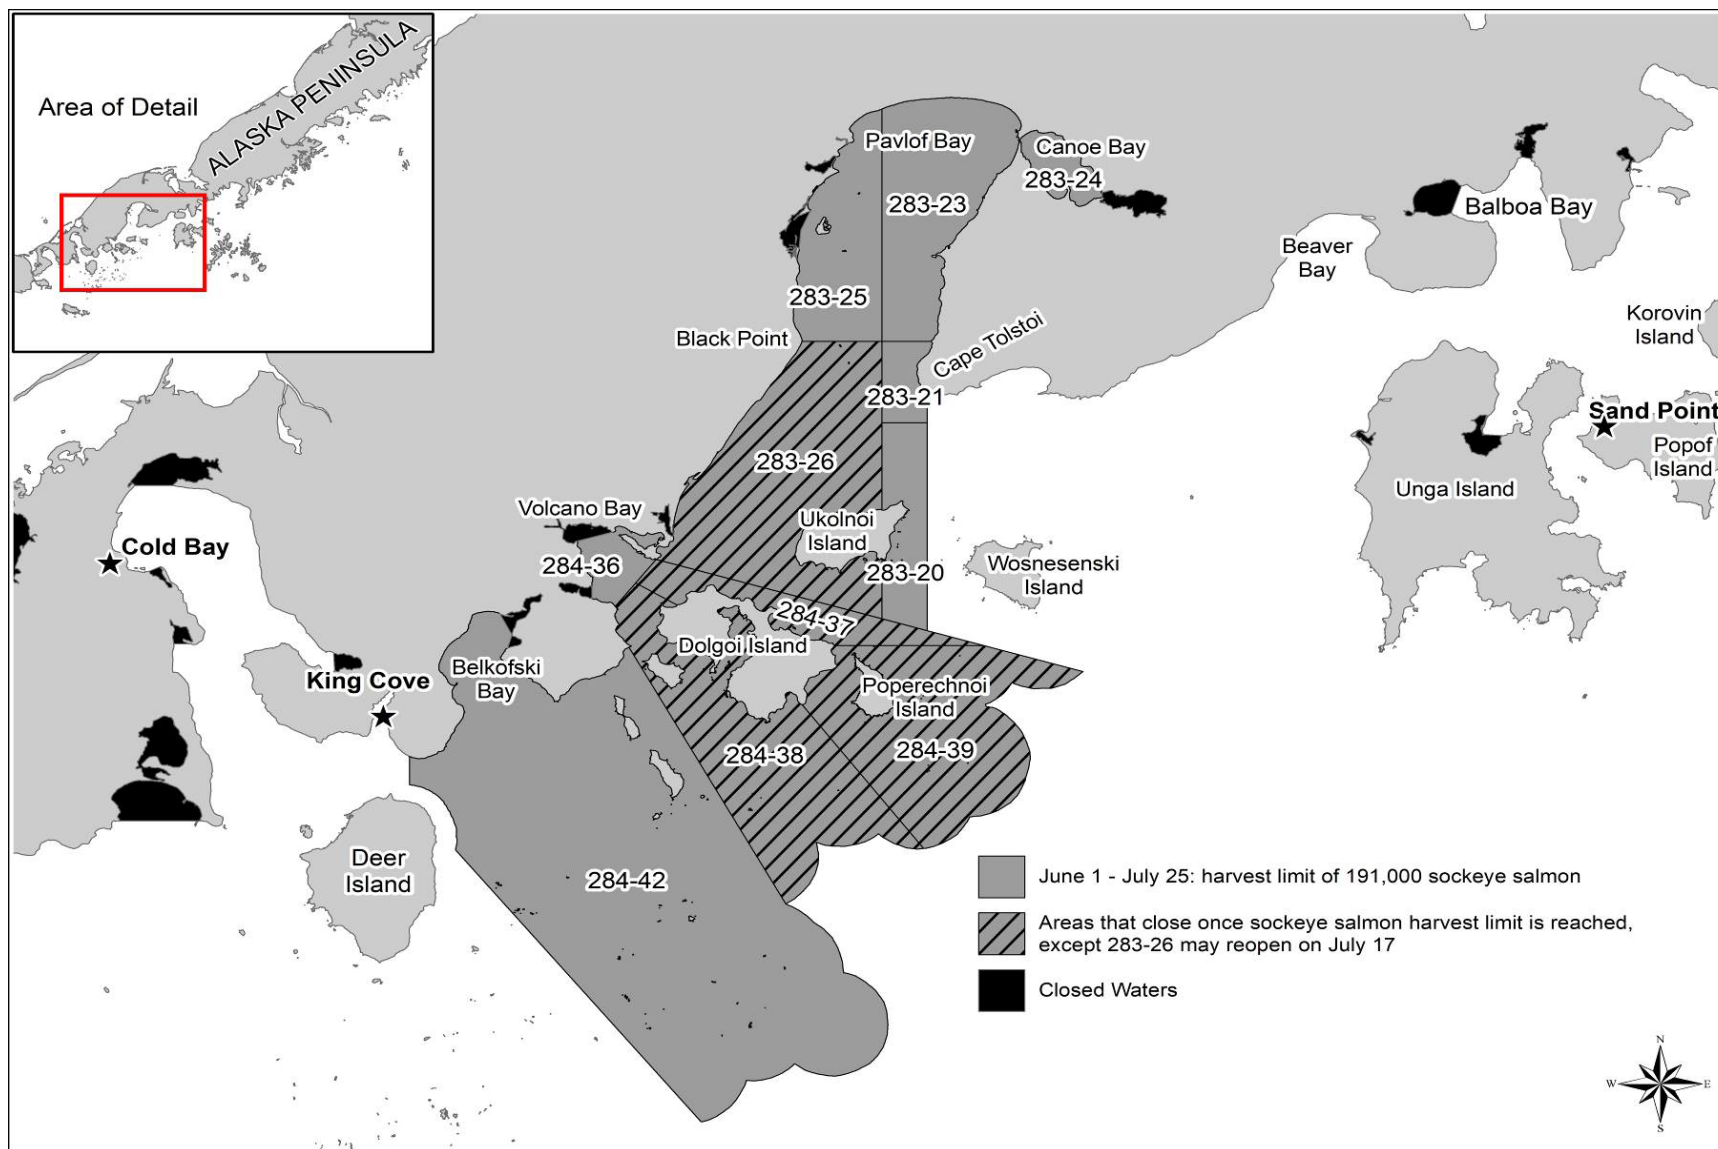 Area of Detail
ALASKA PENINSULA
Pavlof Bay
Canoe Bay
283-24
283-23
Balboa Bay
Beaver
Bay
283-25
Korovin
Island
Black Point
Cape Tolstoi
283-21
Sand Point
Popof
Island
283-26
Unga Island
Volcano Bay
Ukolnoi
Island
Cold Bay
284-36
283-20
Wosnesenski
Island
284-37
Dolgoi Island
Belkofski
Bay
King Cove
Poperechnoi
Island
284-38
284-39
Deer
Island
284-42
June 1 - July 25: harvest limit of 191,000 sockeye salmon
Areas that close once sockeye salmon harvest limit is reached,
except 283-26 may reopen on July 17
Closed Waters
N
W
E
S